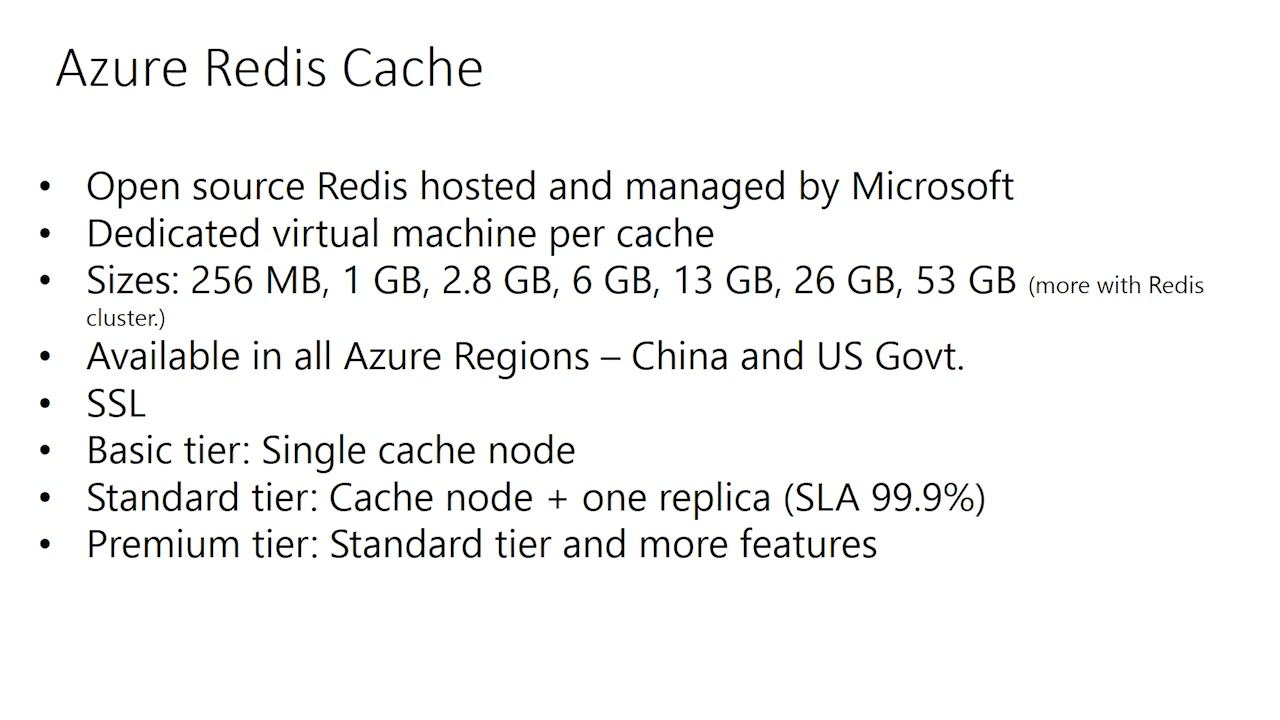 Azure Redis Cache
• Open source Redis hosted and managed by Microsoft
• Dedicated virtual machine per cache
• Sizes: 256 MB, 1 GB, 2.8 GB, 6 GB, 13 GB, 26 GB, 53 GB (more with Redis
cluster.)
• Available in all Azure Regions – China and US Govt.
• SSL
• Basic tier: Single cache node
• Standard tier: Cache node + one replica (SLA 99.9%)
• Premium tier: Standard tier and more features